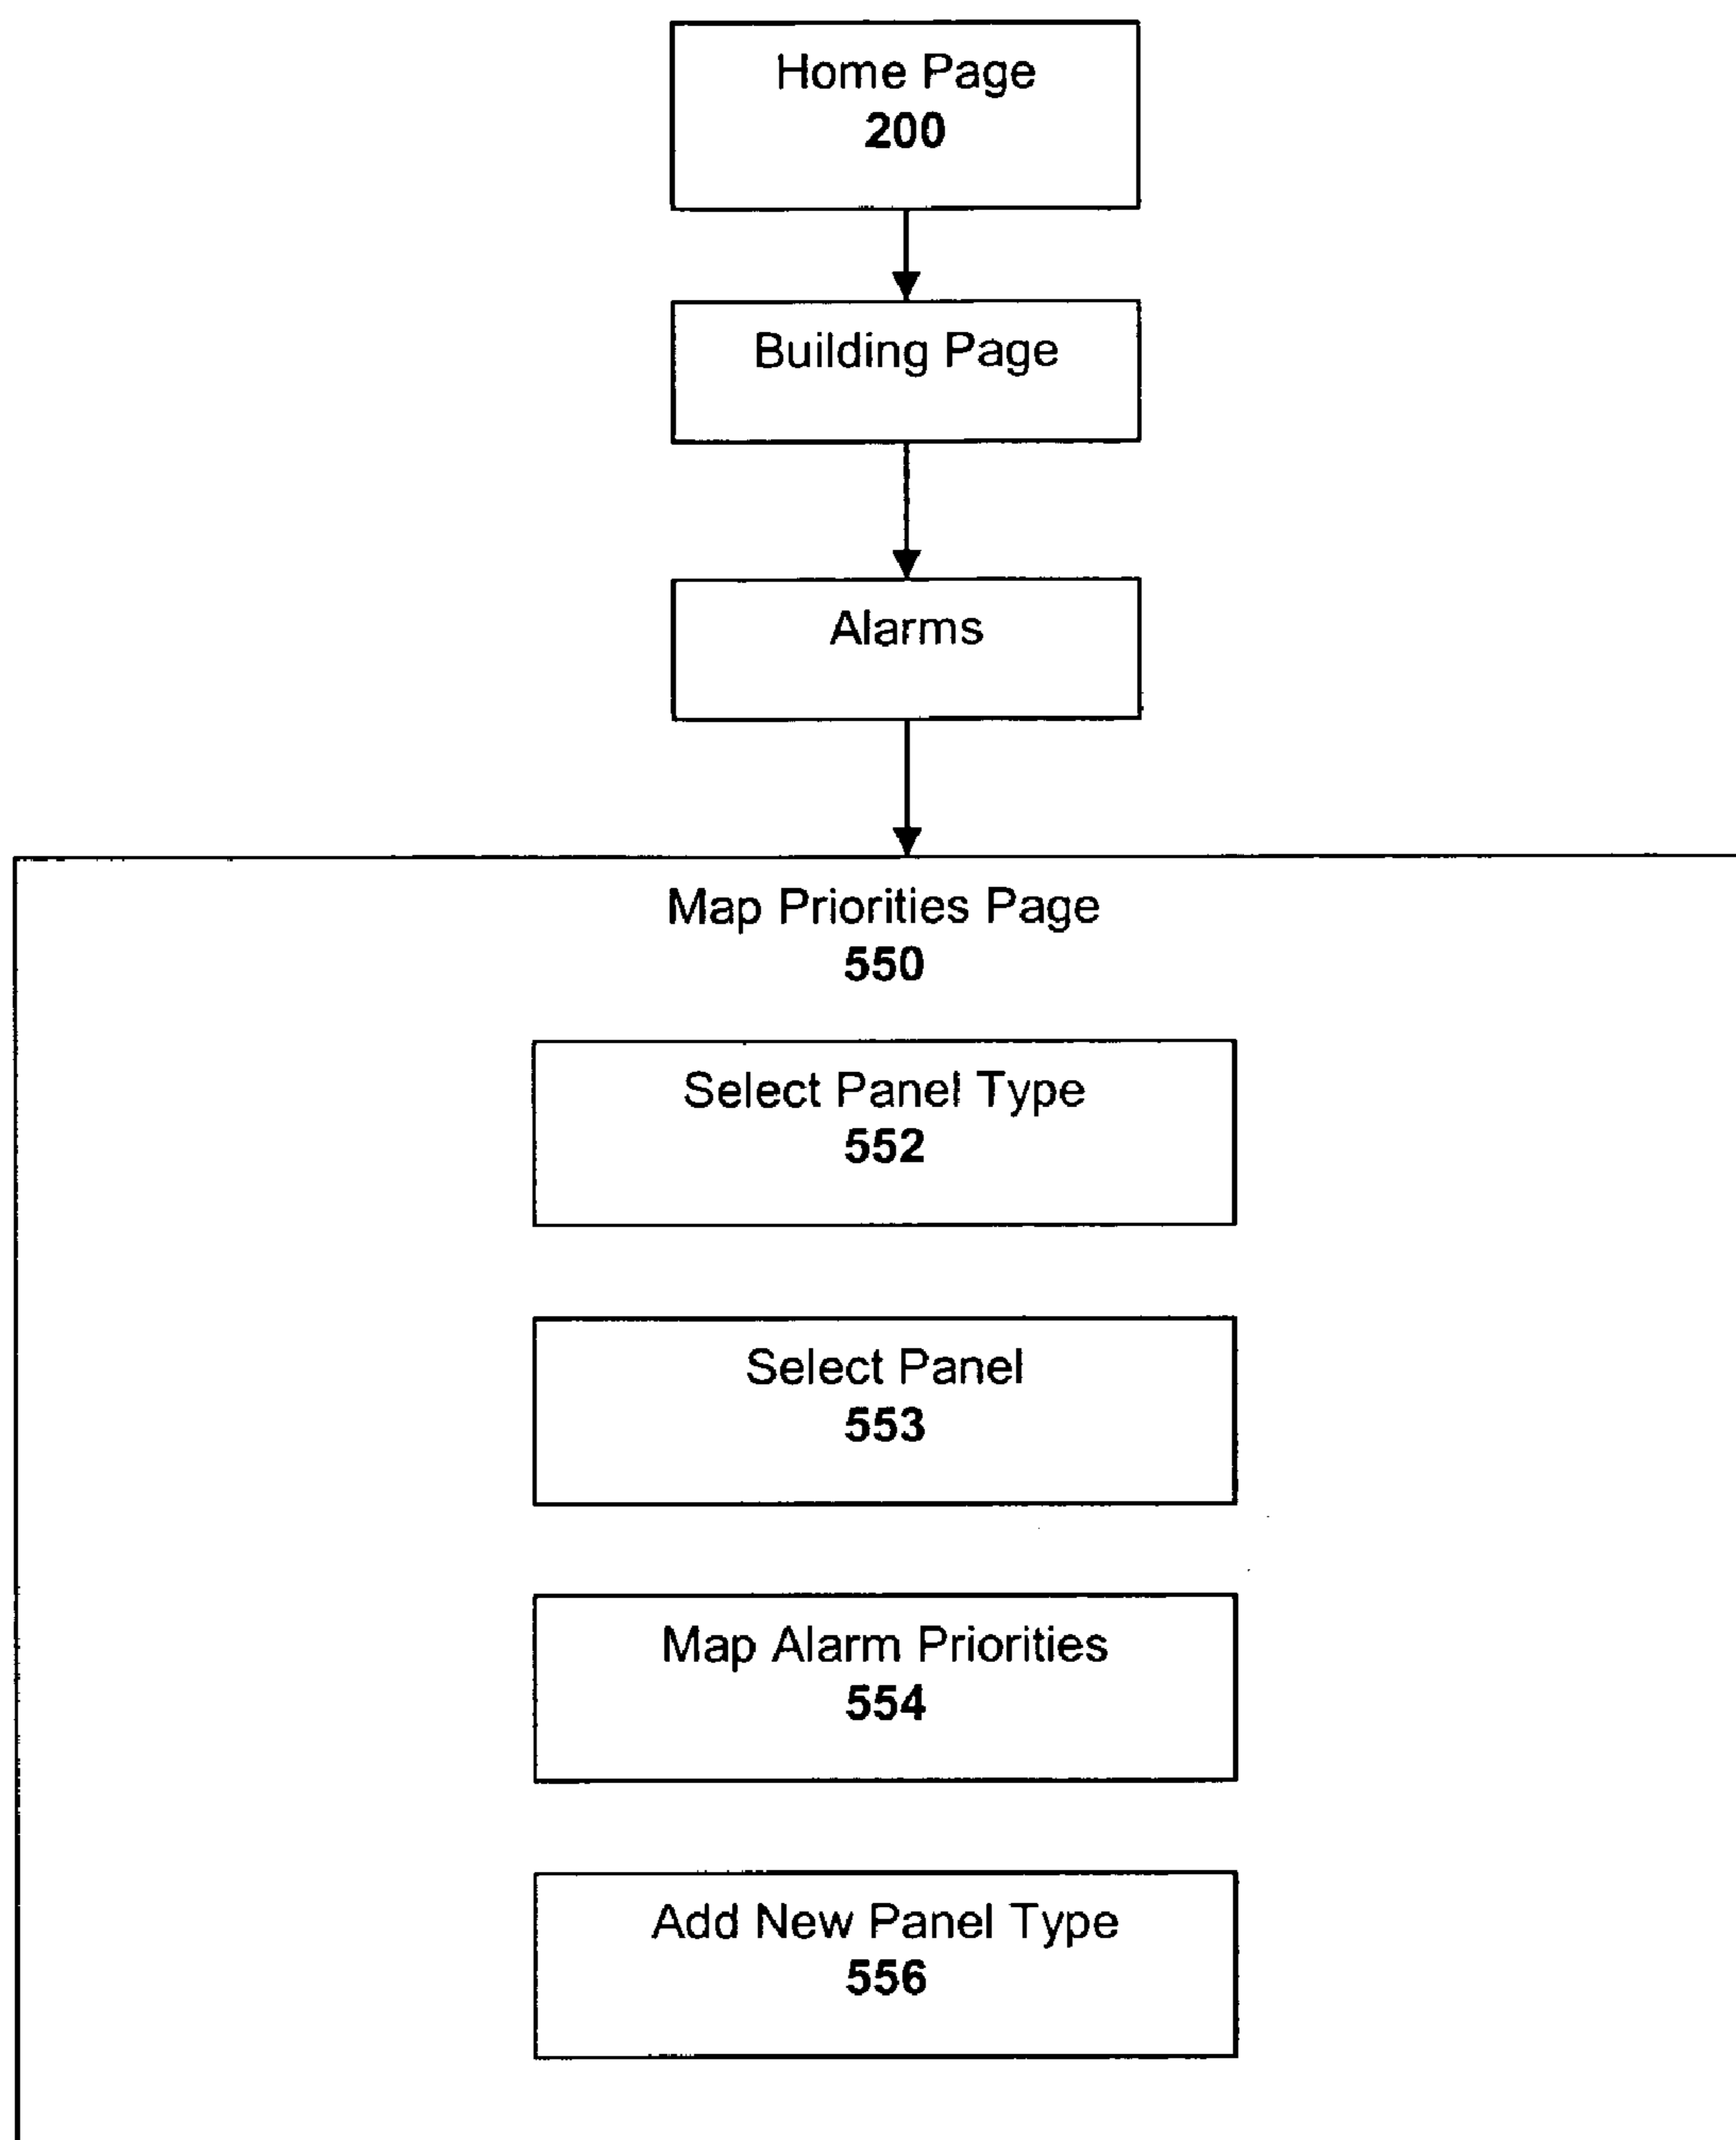 Home Page
200
Building Page
Alarms
Map Priorities Page
550
Select Panel Type
552
Select Panel
553
Map Alarm Priorities
554
Add New Panel Type
556